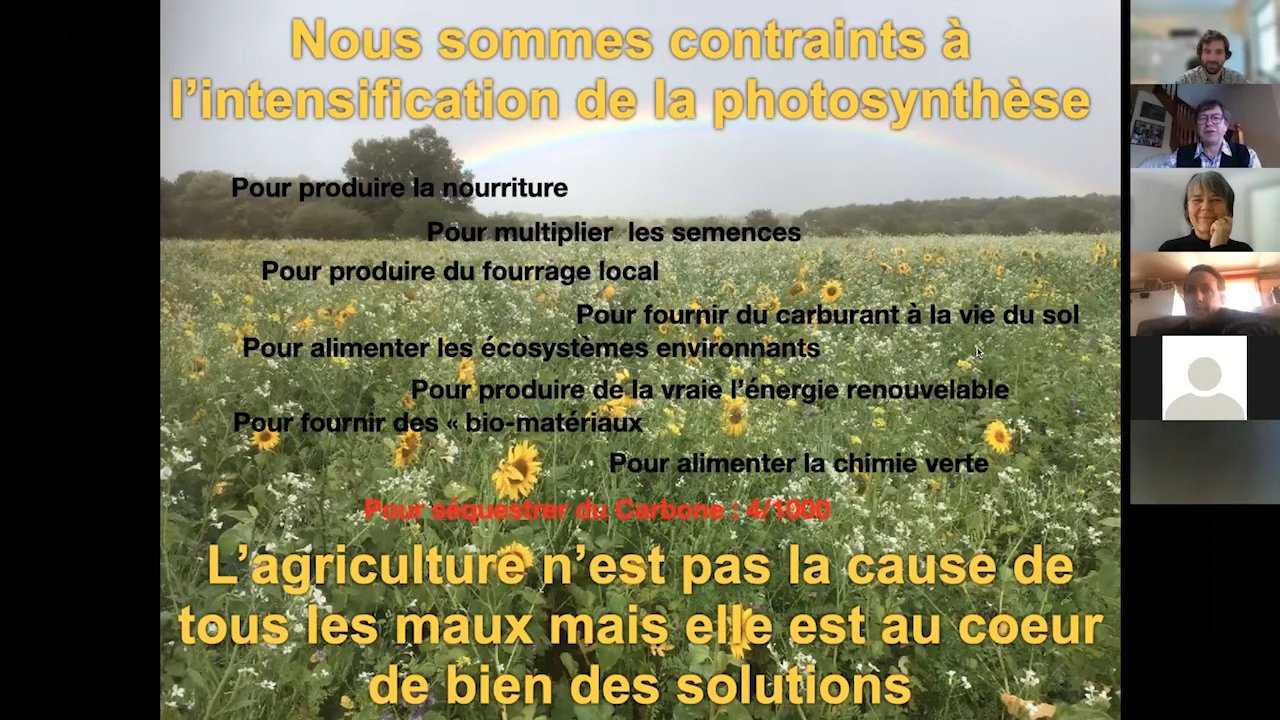 Nous sommes contraints à
l’intensification de la photosynthèse
Pour produire la nourriture
Pour multiplier  les semences
Pour produire du fourrage local
Pour fournir du carburant à la vie du sol
Pour alimenter les écosystèmes environnants
Pour produire de la vraie l’énergie renouvelable
Pour fournir des « bio-matériaux
Pour alimenter la chimie verte
Pour séquestrer du Carbone : 4/1000
L’agriculture n’est pas la cause de
tous les maux mais elle est au coeur
de bien des solutions